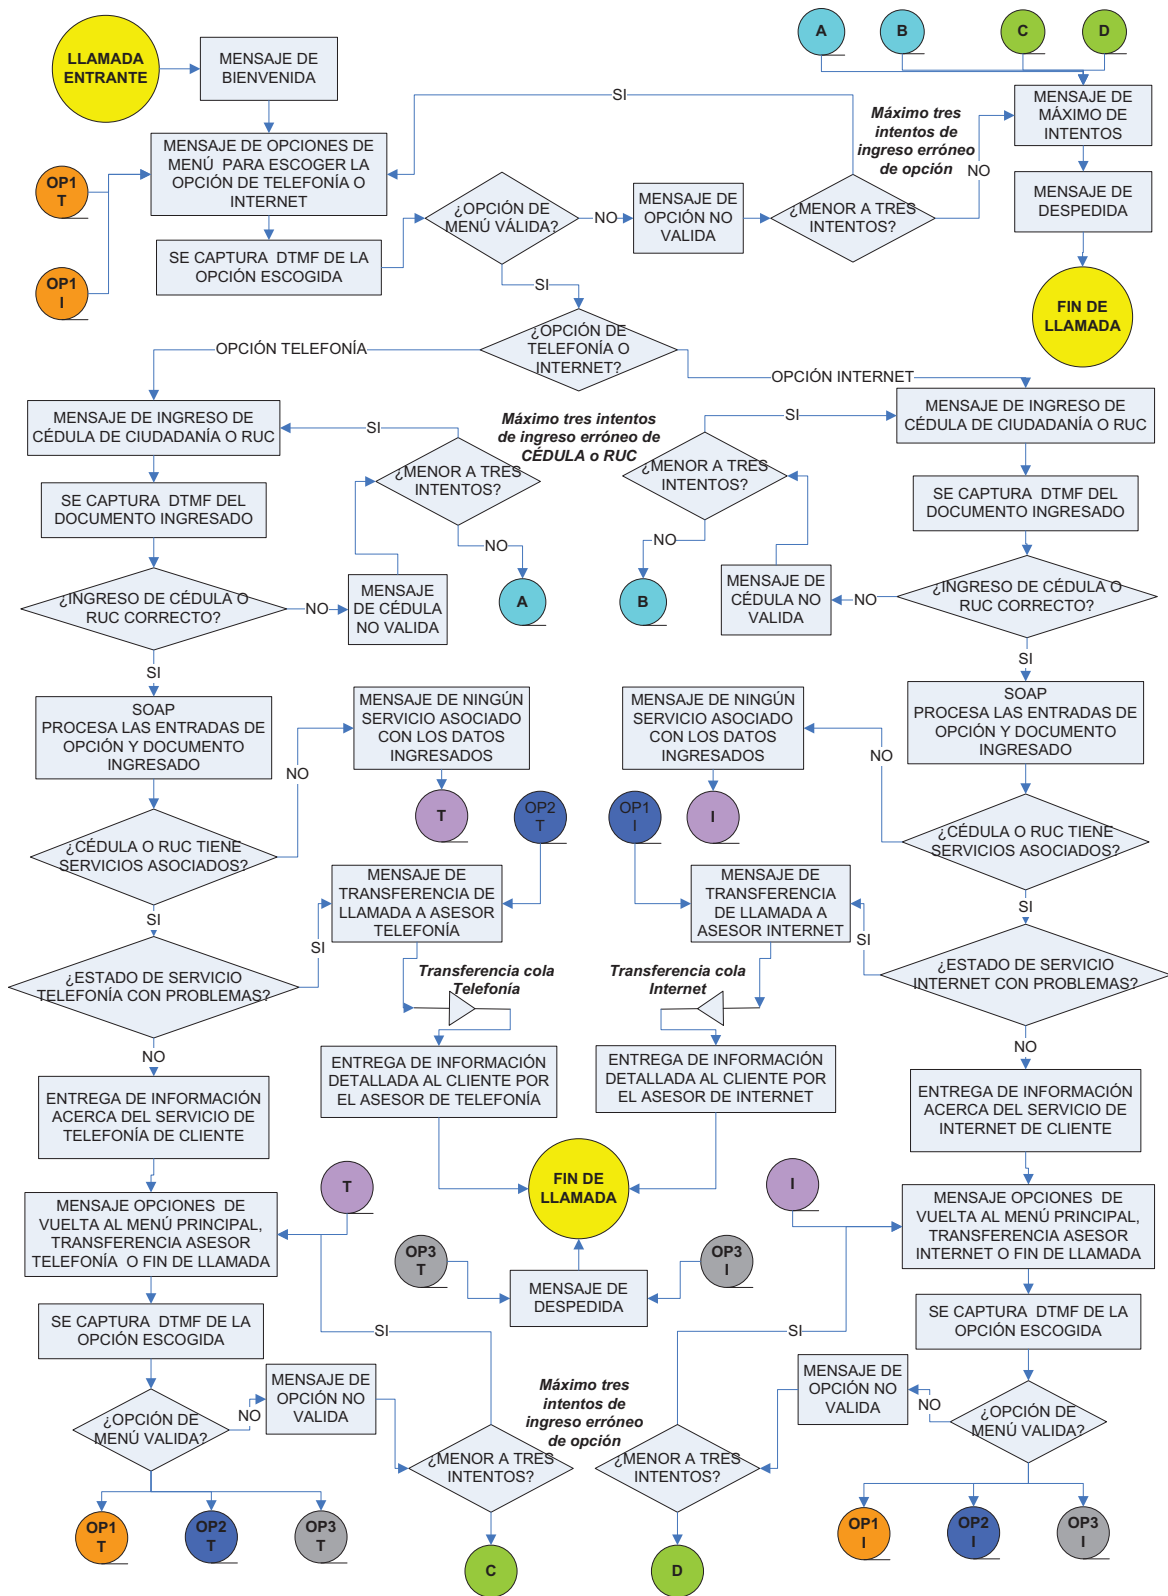 LLAMADA
ENTRANTE
MENSAJE DE
BIENVENIDA
A
B
C
D
SI
Máximo tres
intentos de
ingreso erróneo
de opción
NO
MENSAJE DE
MÁXIMO DE
INTENTOS
MENSAJE DE OPCIONES DE
MENÚ PARA ESCOGER LA
OPCIÓN DE TELEFONÍA O
INTERNET
OP1
T
¿OPCIÓN DE
MENÚ VÁLIDA?
NO
MENSAJE DE
OPCIÓN NO
VALIDA
¿MENOR A TRES
INTENTOS?
MENSAJE DE
DESPEDIDA
SE CAPTURA DTMF DE LA
OPCIÓN ESCOGIDA
OP1
I
SI
FIN DE
LLAMADA
¿OPCIÓN DE
TELEFONÍA O
INTERNET?
OPCIÓN TELEFONÍA
OPCIÓN INTERNET
MENSAJE DE INGRESO DE
CÉDULA DE CIUDADANÍA O RUC
SI
Máximo tres intentos
de ingreso erróneo de
CÉDULA o RUC
SI
MENSAJE DE INGRESO DE
CÉDULA DE CIUDADANÍA O RUC
¿MENOR A TRES
INTENTOS?
¿MENOR A TRES
INTENTOS?
SE CAPTURA DTMF DEL
DOCUMENTO INGRESADO
SE CAPTURA DTMF DEL
DOCUMENTO INGRESADO
NO
NO
¿INGRESO DE CÉDULA O
RUC CORRECTO?
NO
MENSAJE
DE CÉDULA
NO VALIDA
A
B
MENSAJE DE
CÉDULA NO
VALIDA
NO
¿INGRESO DE CÉDULA O
RUC CORRECTO?
SI
SI
SOAP
PROCESA LAS ENTRADAS DE
OPCIÓN Y DOCUMENTO
INGRESADO
NO
MENSAJE DE NINGÚN
SERVICIO ASOCIADO
CON LOS DATOS
INGRESADOS
MENSAJE DE NINGÚN
SERVICIO ASOCIADO
CON LOS DATOS
INGRESADOS
NO
SOAP
PROCESA LAS ENTRADAS DE
OPCIÓN Y DOCUMENTO
INGRESADO
T
OP2
T
OP1
I
I
¿CÉDULA O RUC TIENE
SERVICIOS ASOCIADOS?
¿CÉDULA O RUC TIENE
SERVICIOS ASOCIADOS?
MENSAJE DE
TRANSFERENCIA DE
LLAMADA A ASESOR
TELEFONÍA
MENSAJE DE
TRANSFERENCIA
DE LLAMADA A
ASESOR INTERNET
SI
SI
SI
SI
¿ESTADO DE SERVICIO
TELEFONÍA CON PROBLEMAS?
Transferencia cola
Telefonía
Transferencia cola
Internet
¿ESTADO DE SERVICIO
INTERNET CON PROBLEMAS?
NO
NO
ENTREGA DE INFORMACIÓN
DETALLADA AL CLIENTE POR
EL ASESOR DE TELEFONÍA
ENTREGA DE INFORMACIÓN
DETALLADA AL CLIENTE POR
EL ASESOR DE INTERNET
ENTREGA DE INFORMACIÓN
ACERCA DEL SERVICIO DE
TELEFONÍA DE CLIENTE
ENTREGA DE INFORMACIÓN
ACERCA DEL SERVICIO DE
INTERNET DE CLIENTE
T
FIN DE
LLAMADA
I
MENSAJE OPCIONES DE
VUELTA AL MENÚ PRINCIPAL,
TRANSFERENCIA ASESOR
TELEFONÍA O FIN DE LLAMADA
MENSAJE OPCIONES DE
VUELTA AL MENÚ PRINCIPAL,
TRANSFERENCIA ASESOR
INTERNET O FIN DE LLAMADA
OP3
T
MENSAJE DE
DESPEDIDA
OP3
I
SE CAPTURA DTMF DE LA
OPCIÓN ESCOGIDA
SI
SI
SE CAPTURA DTMF DE LA
OPCIÓN ESCOGIDA
¿OPCIÓN DE
MENÚ VALIDA?
NO
MENSAJE DE
OPCIÓN NO
VALIDA
Máximo tres
intentos de
ingreso erróneo
de opción
MENSAJE DE
OPCIÓN NO
VALIDA
NO
¿OPCIÓN DE
MENÚ VALIDA?
¿MENOR A TRES
INTENTOS?
¿MENOR A TRES
INTENTOS?
OP1
T
OP2
T
OP3
T
C
D
OP1
I
OP2
I
OP3
I